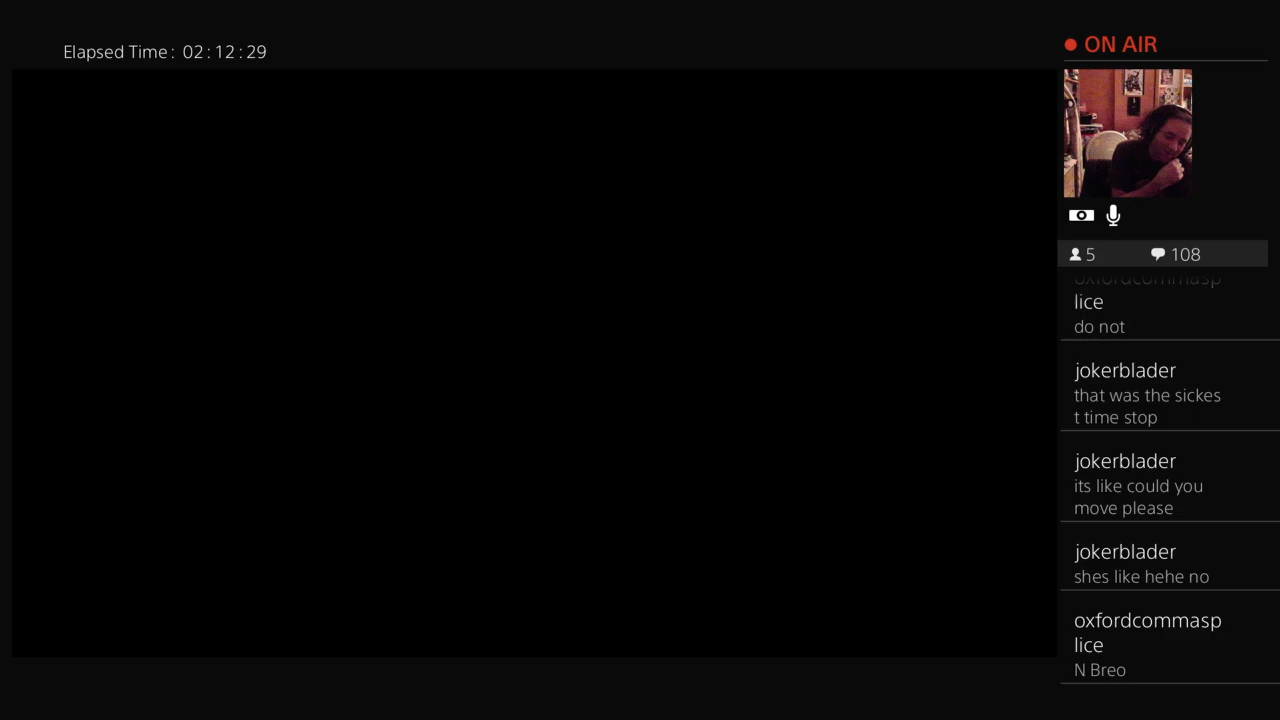 Elapsed Time: 02:12:29
ON AIR
5 108
oxfordcommasp
lice
do not
jokerblader
that was the sickes
t time stop
jokerblader
its like could you
move please
jokerblader
shes like hehe no
oxfordcommasp
lice
N Breo